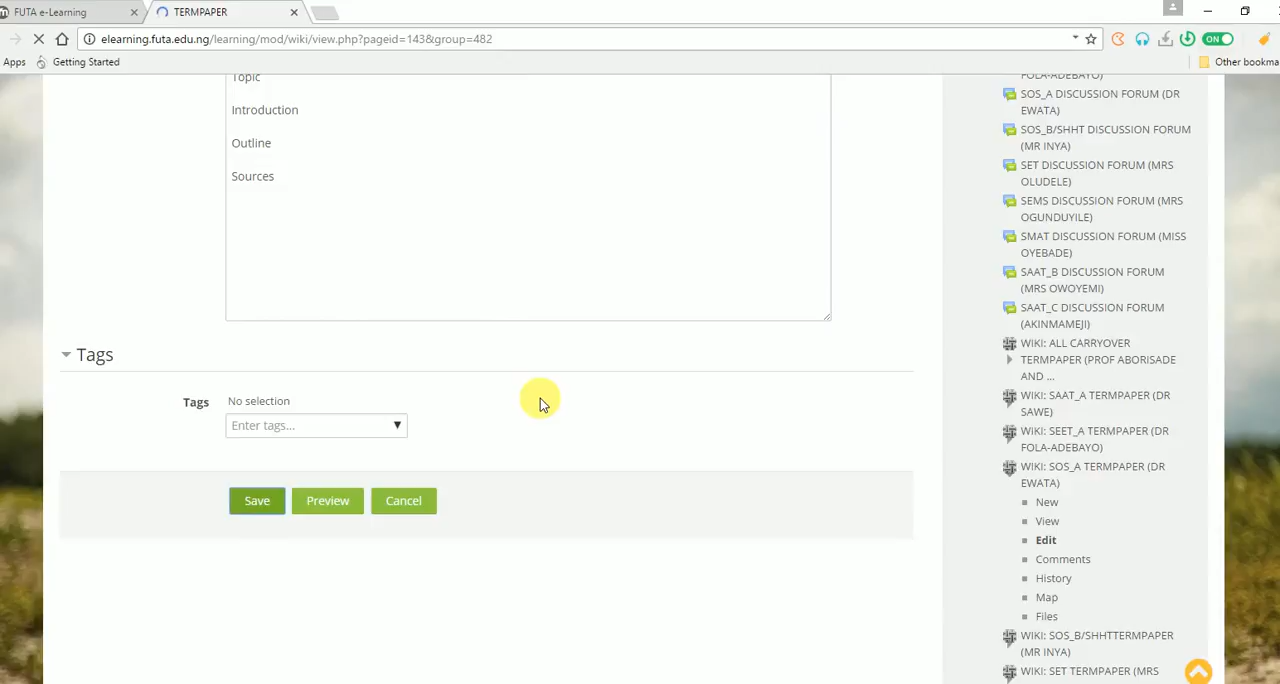 FUTA e-Learning
TERMPAPER
elearning.futa.edu.ng/learning/mod/wiki/view.php?pageid=143&group=482
ON
Apps
Getting Started
Other bookma
Topic
Introduction
Outline
Sources
Tags
Tags
No selection
Enter tags...
Save
Preview
Cancel
FOLA-ADEBAYO)
SOS_A DISCUSSION FORUM (DR
EWATA)
SOS_B/SHHT DISCUSSION FORUM
(MR INYA)
SET DISCUSSION FORUM (MRS
OLUDELE)
SEMS DISCUSSION FORUM (MRS
OGUNDUYILE)
SMAT DISCUSSION FORUM (MISS
OYEBADE)
SAAT_B DISCUSSION FORUM
(MRS OWOYEMI)
SAAT_C DISCUSSION FORUM
(AKINMAMEJI)
WIKI: ALL CARRYOVER
TERMPAPER (PROF ABORISADE
AND ...
WIKI: SAAT_A TERMPAPER (DR
SAWE)
WIKI: SEET_A TERMPAPER (DR
FOLA-ADEBAYO)
WIKI: SOS_A TERMPAPER (DR
EWATA)
New
View
Edit
Comments
History
Map
Files
WIKI: SOS_B/SHHTTERMPAPER
(MR INYA)
WIKI: SET TERMPAPER (MRS